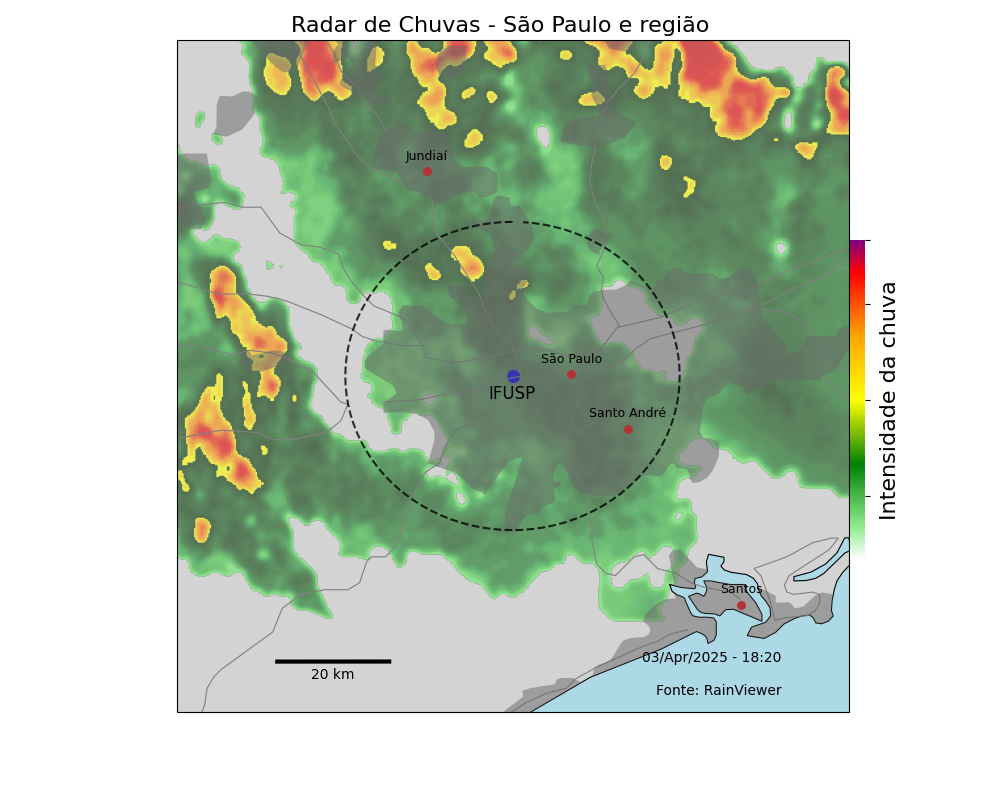 Radar de Chuvas - São Paulo e região
Jundiaí
São Paulo
IFUSP
Santo André
Intensidade da chuva
Santos
03/Apr/2025 - 18:20
20 km
Fonte: RainViewer